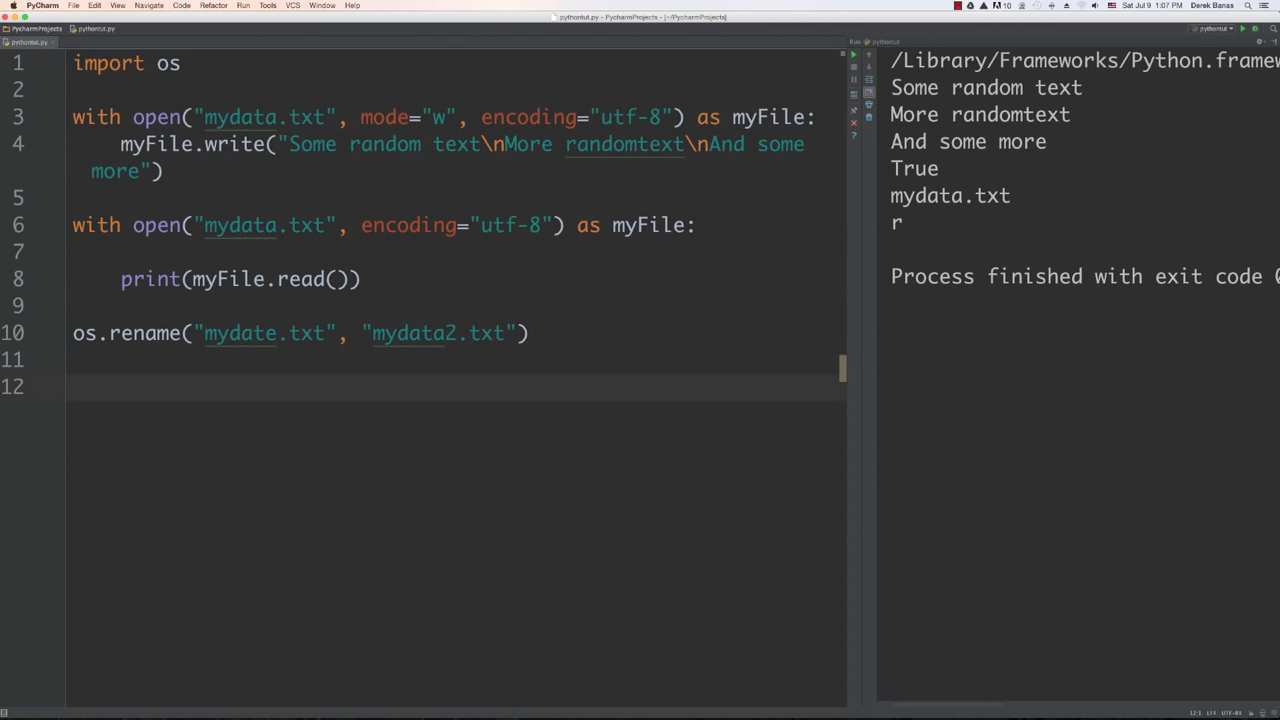 PyCharm File Edit View Navigate Code Refactor Run Tools VCS Window Help
10 Sat Jul 9 1:07 PM Derek Banas
pythontut.py - PycharmProjects - [~/PycharmProjects]
PycharmProjects pythontut.py
pythontut
pythontut.py
Run pythontut
1 import os
2
3 with open("mydata.txt", mode="w", encoding="utf-8") as myFile:
4 myFile.write("Some random text\nMore randomtext\nAnd some
more")
5
6 with open("mydata.txt", encoding="utf-8") as myFile:
7
8 print(myFile.read())
9
10 os.rename("mydate.txt", "mydata2.txt")
11
12
/Library/Frameworks/Python.framew
Some random text
More randomtext
And some more
True
mydata.txt
r
Process finished with exit code 0
12:1 LF÷ UTF-8÷